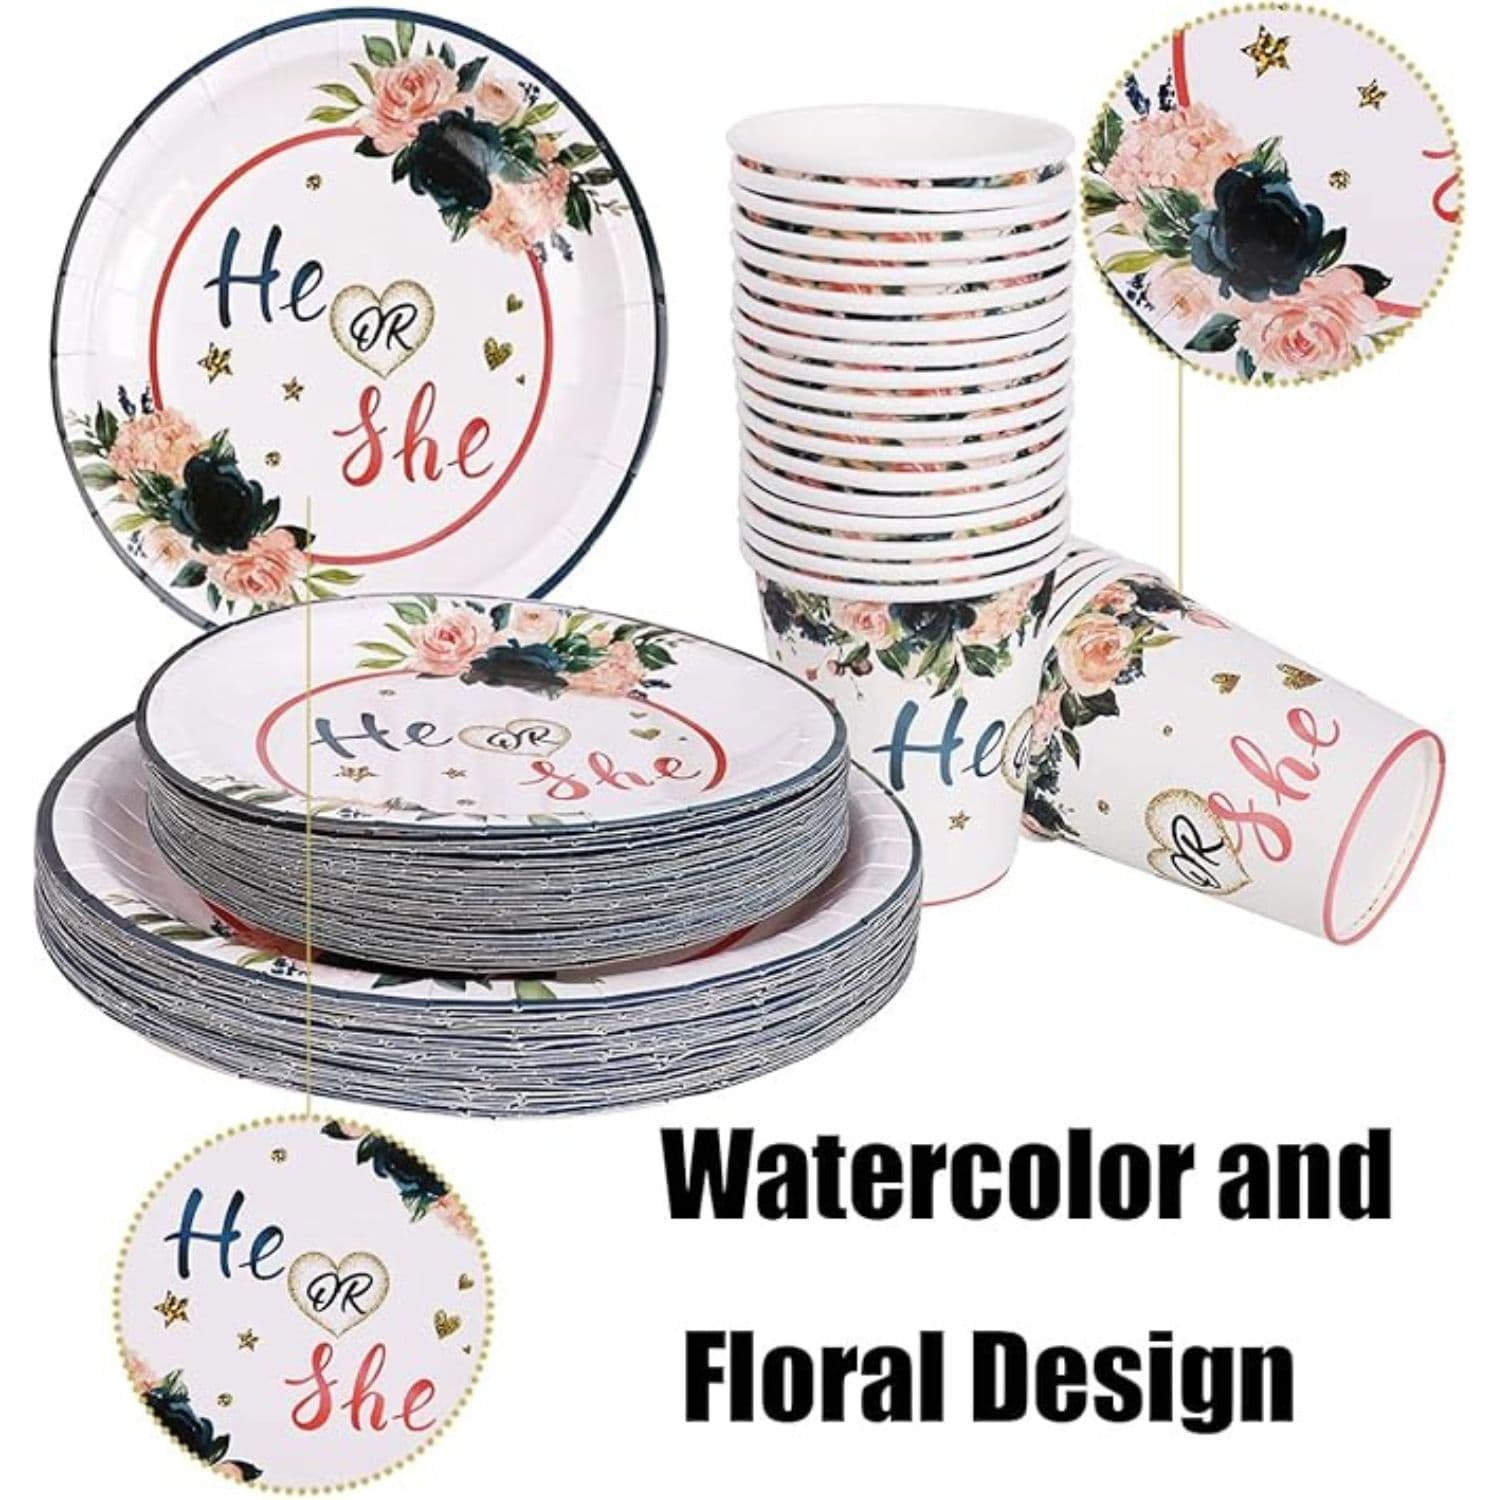 He
OR
She
He OR She
He
OR
She
He
OR
She
Watercolor and
Floral Design